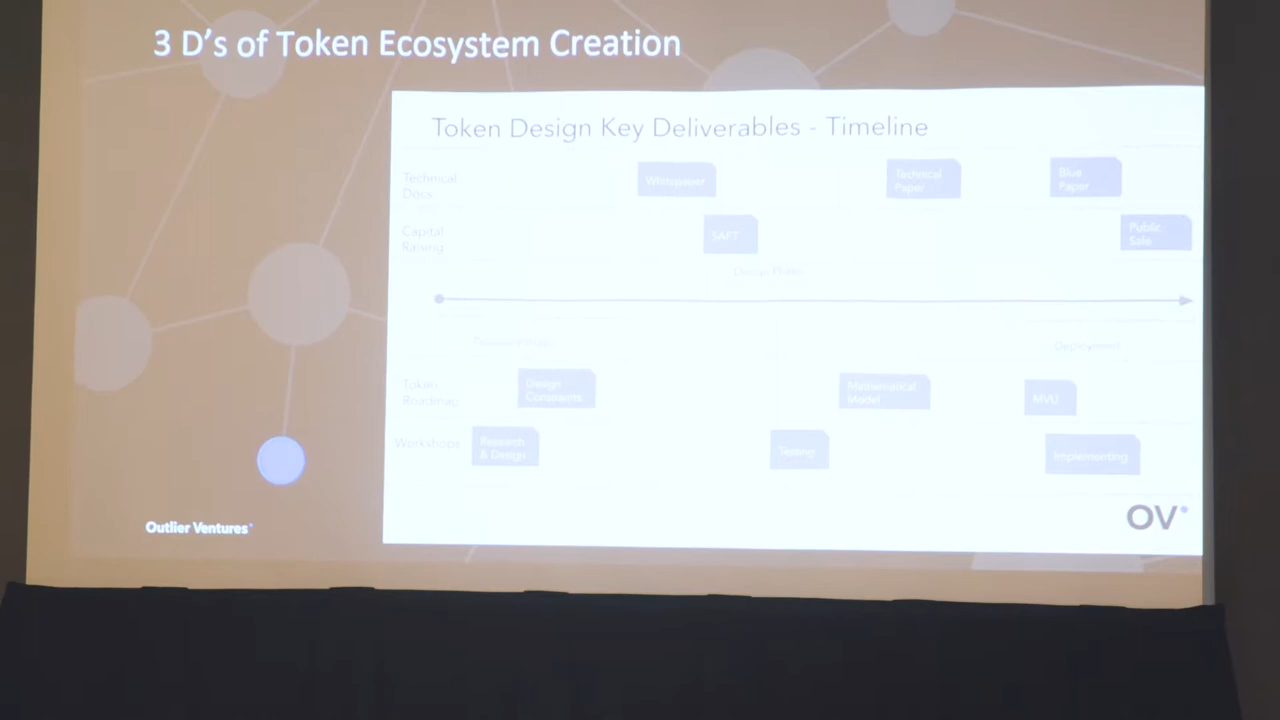 3 D's of Token Ecosystem Creation
Token Design Key Deliverables - Timeline
Technical
Docs
Whitepaper
Technical
Paper
Blue
Paper
Capital
Raising
SAFT
Public
Sale
Design Phase
Deployment
Token
Roadmap
Design
Constraints
Mathematical
Model
MVU
Workshops
Research
& Design
Testing
Implementing
OV
Outlier Ventures